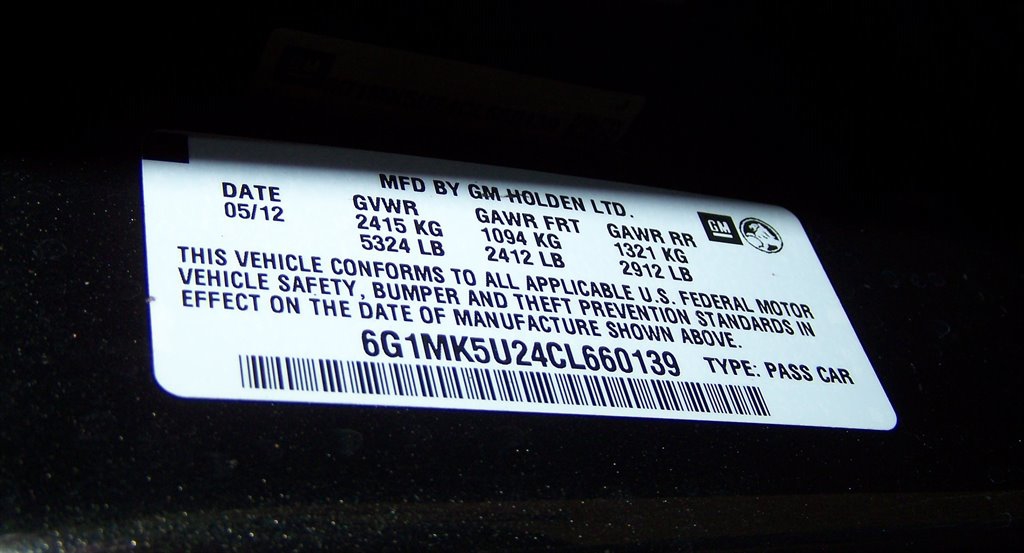 MFD BY GM HOLDEN LTD.
DATE GVWR GAWR FRT GAWR RR
05/12 2415 KG 1094 KG 1321 KG
5324 LB 2412 LB 2912 LB
GM
THIS VEHICLE CONFORMS TO ALL APPLICABLE U.S. FEDERAL MOTOR
VEHICLE SAFETY, BUMPER AND THEFT PREVENTION STANDARDS IN
EFFECT ON THE DATE OF MANUFACTURE SHOWN ABOVE.
6G1MK5U24CL660139 TYPE: PASS CAR